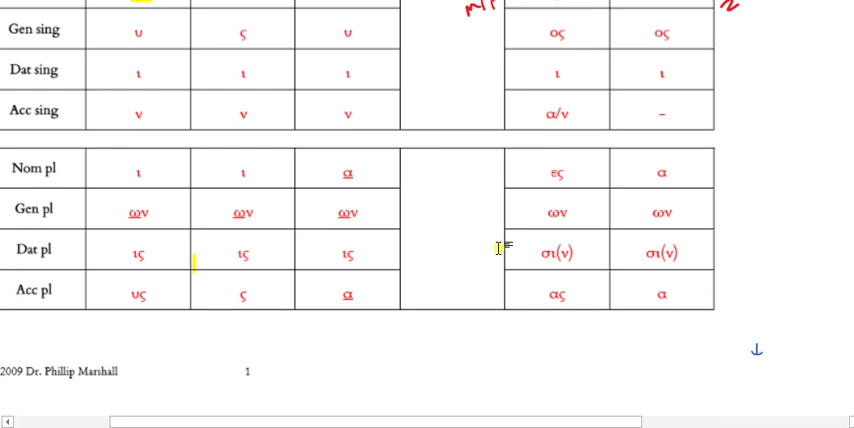 M/F N
Gen sing υ ς υ ος ος
Dat sing ι ι ι ι ι
Acc sing ν ν ν α/ν -
Nom pl ι ι α ες α
Gen pl ων ων ων ων ων
Dat pl ις ις ις σι(ν) σι(ν)
Acc pl υς ς α ας α
2009 Dr. Phillip Marshall 1